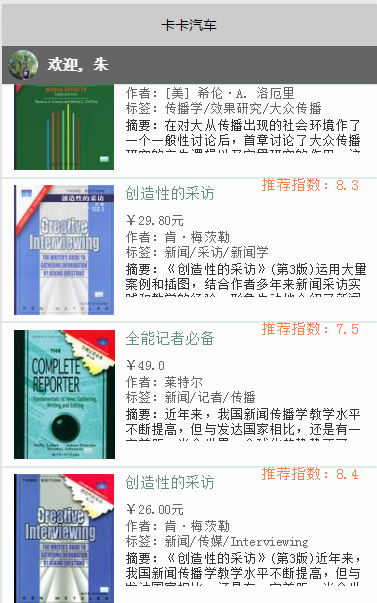 卡卡汽车
欢迎, 朱
MEDIA EFFECTS
作者：[美] 希伦·A. 洛厄里
标签：传播学/效果研究/大众传播
摘要：在对大从传播出现的社会环境作了
一个一般性讨论后，首章讨论了大众传播
推荐指数：8.3
创造性的采访
￥29.80元
作者：肯·梅茨勒
标签：新闻/采访/新闻学
摘要：《创造性的采访》(第3版)运用大量
案例和插图，结合作者多年来新闻采访实
THIRD EDITION
创造性的采访
Creative
Interviewing
THE WRITER'S GUIDE TO
GATHERING INFORMATION BY
ASKING QUESTIONS
KEN METZLER
推荐指数：7.5
全能记者必备
￥49.0
作者：莱特尔
标签：新闻/记者/传播
摘要：近年来，我国新闻传播学教学水平
不断提高，但与发达国家相比，还是有一
THE
COMPLETE
REPORTER
Fundamentals of News Gathering,
Writing, and Editing
推荐指数：8.4
创造性的采访
￥26.00元
作者：肯·梅茨勒
标签：新闻/传媒/Interviewing
摘要：《创造性的采访》(第3版)近年来，
我国新闻传播学教学水平不断提高，但与
THIRD EDITION
Creative
Interviewing
THE WRITER'S GUIDE TO
GATHERING INFORMATION BY
ASKING QUESTIONS